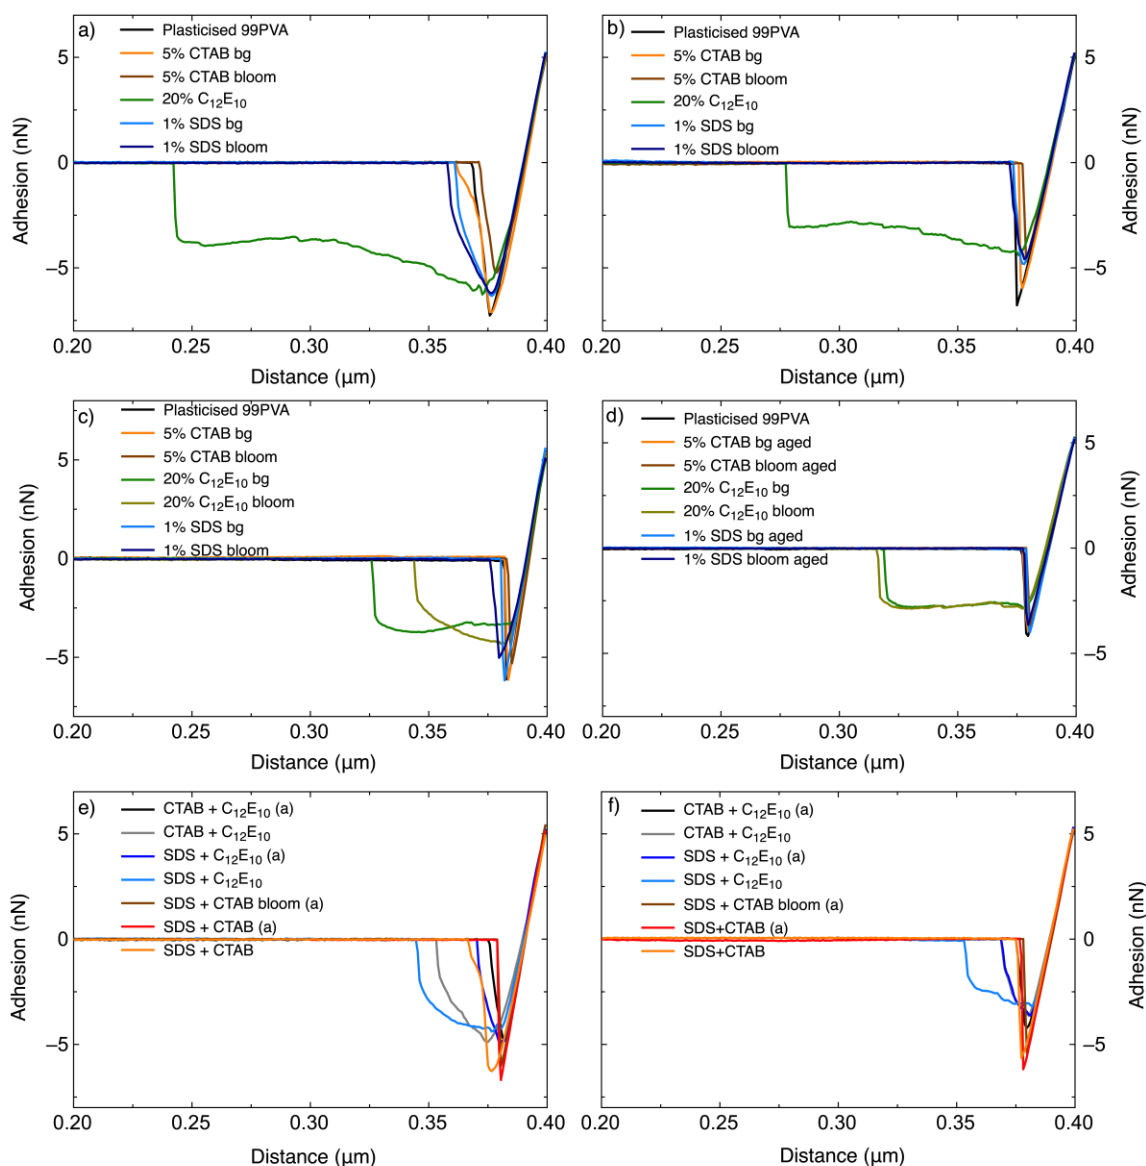 a)
Plasticised 99PVA
5% CTAB bg
5% CTAB bloom
20% C₁₂E₁₀
1% SDS bg
1% SDS bloom
Adhesion (nN)
5
0
−5
0.20 0.25 0.30 0.35 0.40
Distance (μm)
b)
Plasticised 99PVA
5% CTAB bg
5% CTAB bloom
20% C₁₂E₁₀
1% SDS bg
1% SDS bloom
5
0
−5
Adhesion (nN)
0.20 0.25 0.30 0.35 0.40
Distance (μm)
c)
Plasticised 99PVA
5% CTAB bg
5% CTAB bloom
20% C₁₂E₁₀ bg
20% C₁₂E₁₀ bloom
1% SDS bg
1% SDS bloom
Adhesion (nN)
5
0
−5
0.20 0.25 0.30 0.35 0.40
Distance (μm)
d)
Plasticised 99PVA
5% CTAB bg aged
5% CTAB bloom aged
20% C₁₂E₁₀ bg
20% C₁₂E₁₀ bloom
1% SDS bg aged
1% SDS bloom aged
5
0
−5
Adhesion (nN)
0.20 0.25 0.30 0.35 0.40
Distance (μm)
e)
CTAB + C₁₂E₁₀ (a)
CTAB + C₁₂E₁₀
SDS + C₁₂E₁₀ (a)
SDS + C₁₂E₁₀
SDS + CTAB bloom (a)
SDS + CTAB (a)
SDS + CTAB
Adhesion (nN)
5
0
−5
0.20 0.25 0.30 0.35 0.40
Distance (μm)
f)
CTAB + C₁₂E₁₀ (a)
CTAB + C₁₂E₁₀
SDS + C₁₂E₁₀ (a)
SDS + C₁₂E₁₀
SDS + CTAB bloom (a)
SDS+CTAB (a)
SDS+CTAB
5
0
−5
Adhesion (nN)
0.20 0.25 0.30 0.35 0.40
Distance (μm)